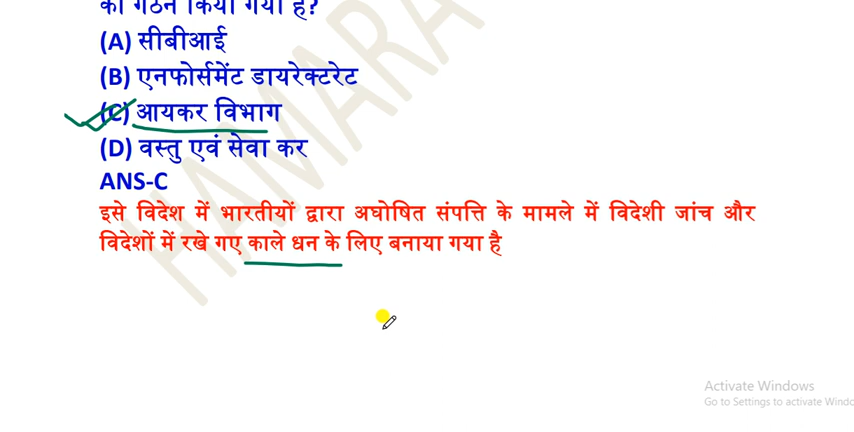 का गठन किया गया है?
(A) सीबीआई
(B) एनफोर्समेंट डायरेक्टरेट
(C) आयकर विभाग
(D) वस्तु एवं सेवा कर
ANS-C
इसे विदेश में भारतीयों द्वारा अघोषित संपत्ति के मामले में विदेशी जांच और
विदेशों में रखे गए काले धन के लिए बनाया गया है
HAMARA
Activate Windows
Go to Settings to activate Windo